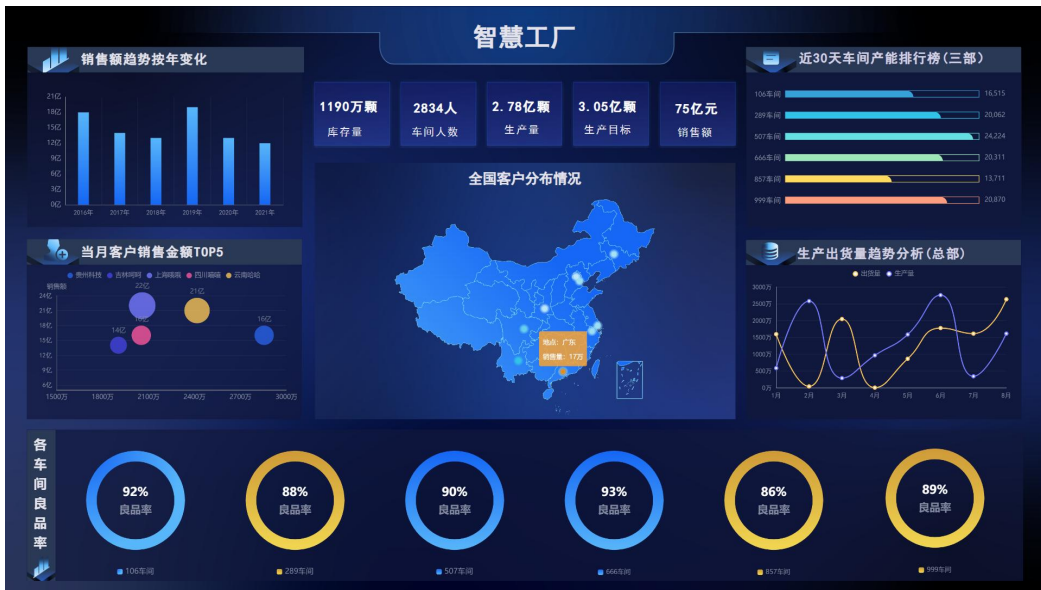 智慧工厂
销售额趋势按年变化
21亿
18亿
15亿
12亿
9亿
6亿
3亿
0亿
2016年 2017年 2018年 2019年 2020年 2021年
1190万颗
库存量
2834人
车间人数
2.78亿颗
生产量
3.05亿颗
生产目标
75亿元
销售额
近30天车间产能排行榜(三部)
106车间 16,515
289车间 20,062
507车间 24,224
666车间 20,311
857车间 13,711
999车间 20,870
当月客户销售金额TOP5
贵州科技 吉林呵呵 上海嘻嘻 四川嘻嘻 云南哈哈
销售额
24亿
21亿
18亿
15亿
12亿
9亿
6亿
22亿
21亿
16亿
14亿
16亿
1500万 1800万 2100万 2400万 2700万 3000万
全国客户分布情况
地点: 广东
销售量: 17万
生产出货量趋势分析(总部)
出货量 生产量
3000万
2500万
2000万
1500万
1000万
500万
0万
1月 2月 3月 4月 5月 6月 7月 8月
各车间良品率
92%
良品率
106车间
88%
良品率
289车间
90%
良品率
507车间
93%
良品率
666车间
86%
良品率
857车间
89%
良品率
999车间